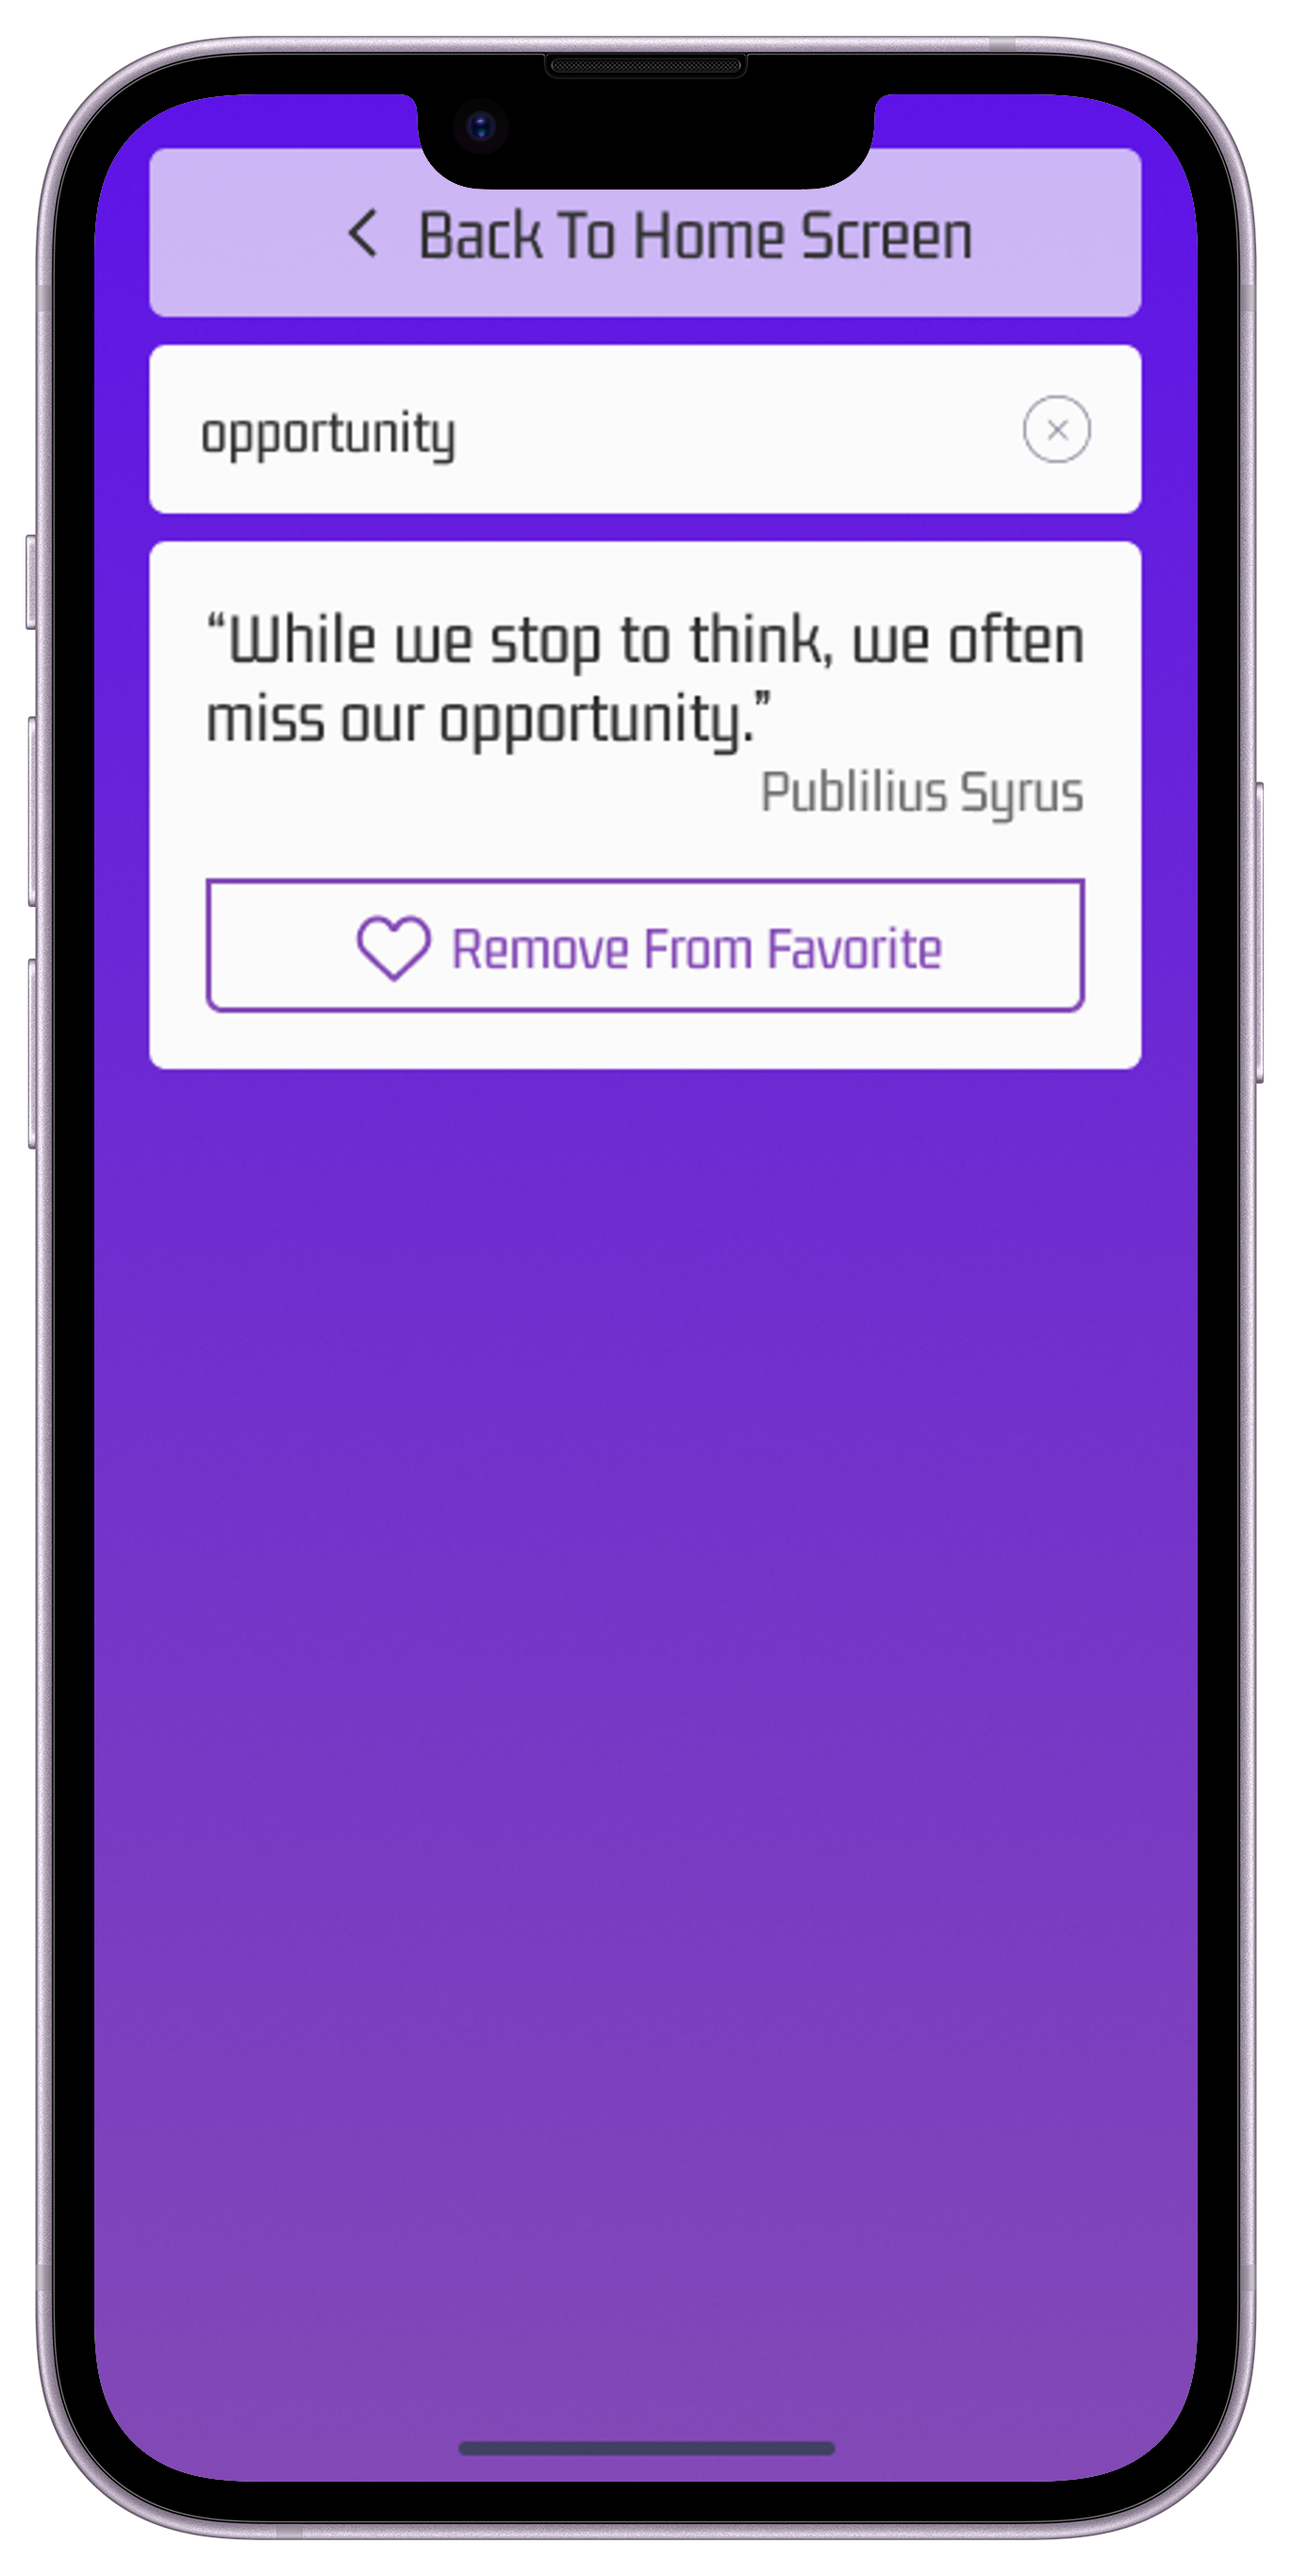 Back To Home Screen
opportunity
“While we stop to think, we often
miss our opportunity.”
Publilius Syrus
Remove From Favorite